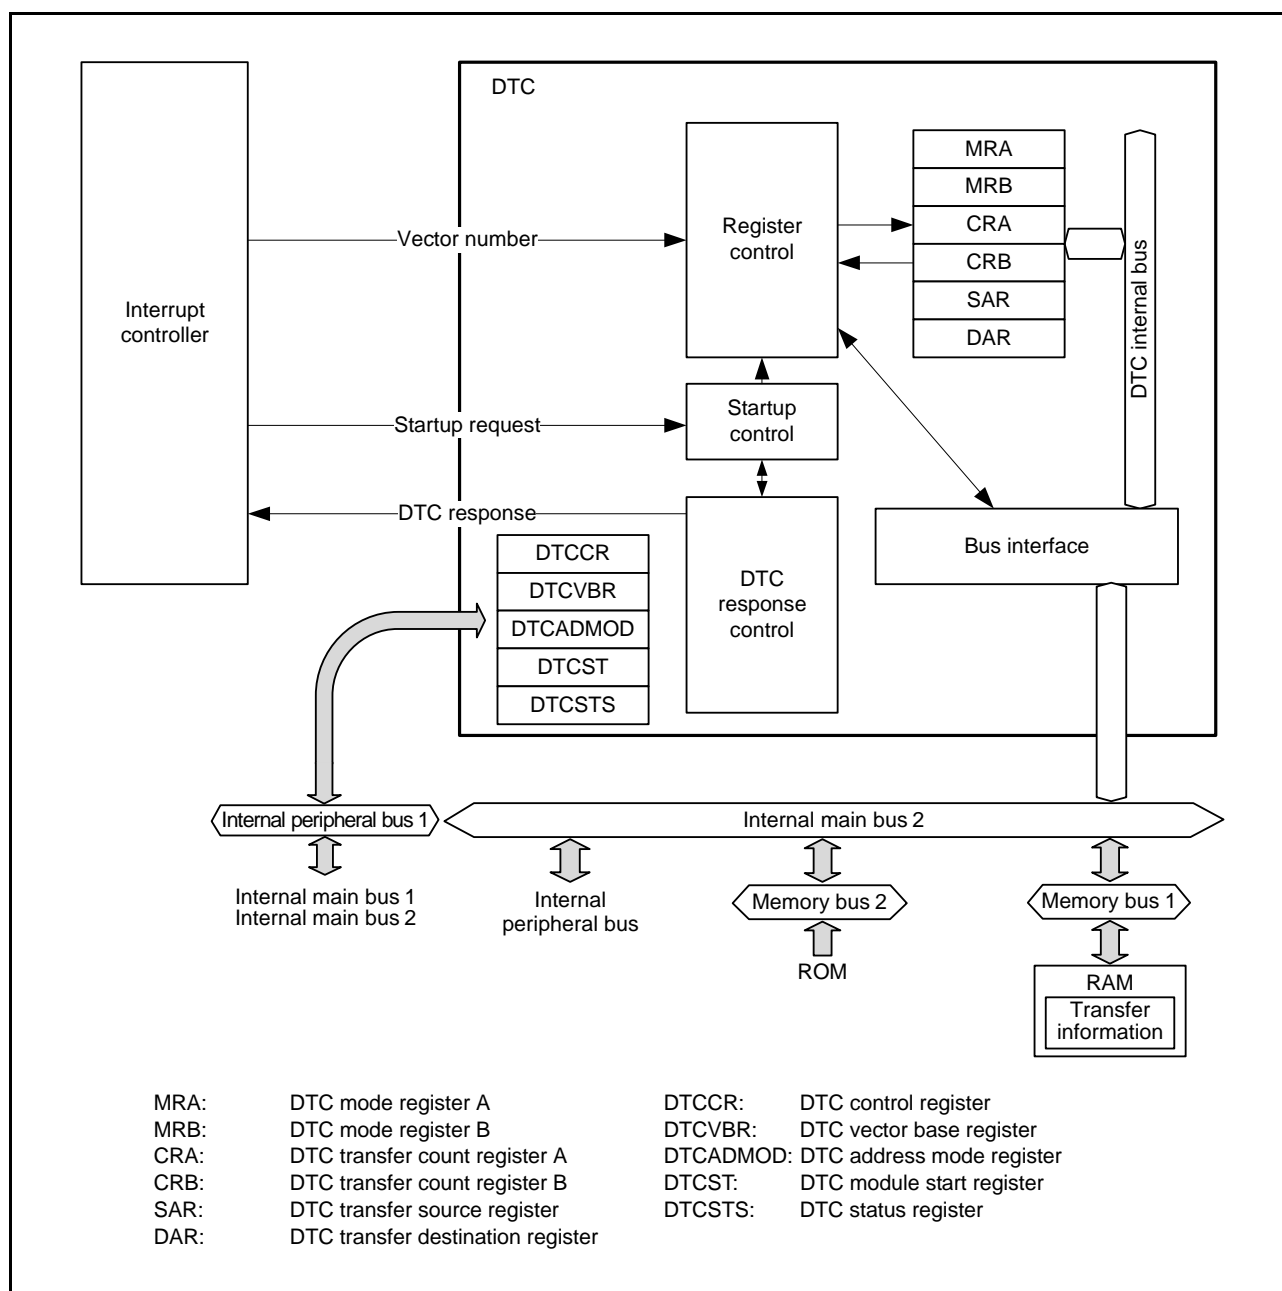 DTC
Interrupt
controller
Vector number
Register
control
MRA
MRB
CRA
CRB
SAR
DAR
DTC internal bus
Startup request
Startup
control
DTC response
DTC
response
control
Bus interface
DTCCR
DTCVBR
DTCADMOD
DTCST
DTCSTS
Internal peripheral bus 1
Internal main bus 2
Internal main bus 1
Internal main bus 2
Internal
peripheral bus
Memory bus 2
ROM
Memory bus 1
RAM
Transfer
information
MRA: DTC mode register A
MRB: DTC mode register B
CRA: DTC transfer count register A
CRB: DTC transfer count register B
SAR: DTC transfer source register
DAR: DTC transfer destination register
DTCCR: DTC control register
DTCVBR: DTC vector base register
DTCADMOD: DTC address mode register
DTCST: DTC module start register
DTCSTS: DTC status register